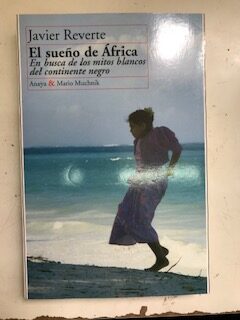 Javier Reverte
El sueño de África
En busca de los mitos blancos
del continente negro
Anaya & Mario Muchnik